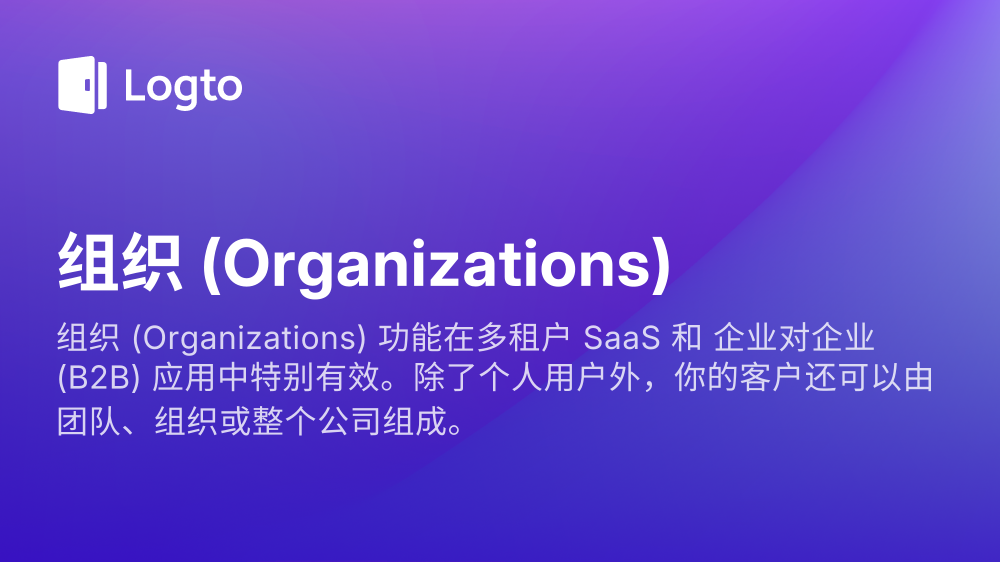 Logto
组织 (Organizations)
组织 (Organizations) 功能在多租户 SaaS 和 企业对企业
(B2B) 应用中特别有效。除了个人用户外，你的客户还可以由
团队、组织或整个公司组成。